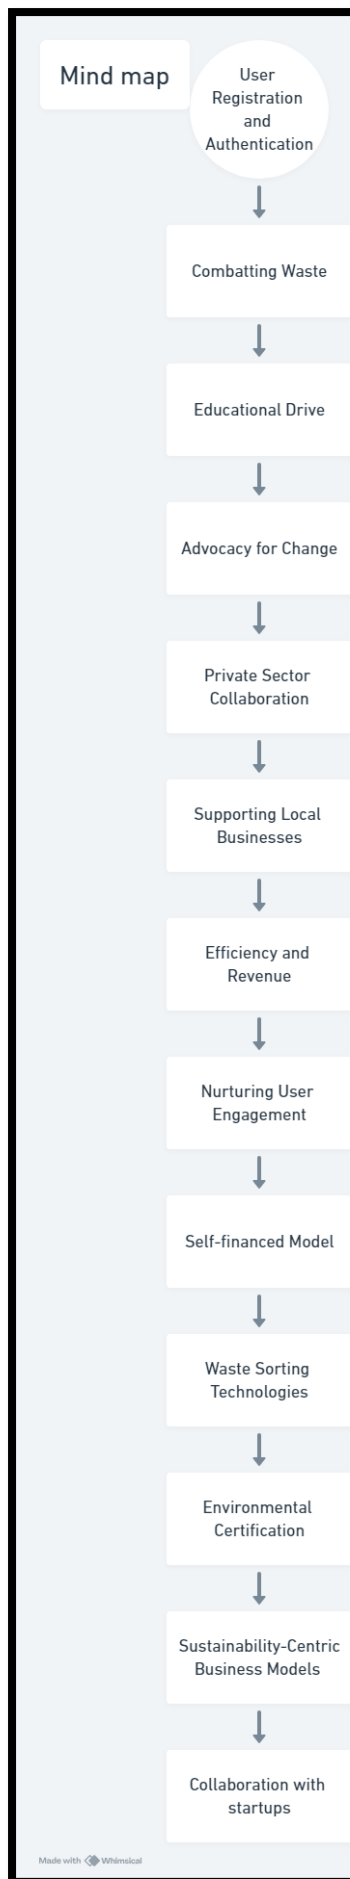 Mind map
User
Registration
and
Authentication
Combatting Waste
Educational Drive
Advocacy for Change
Private Sector
Collaboration
Supporting Local
Businesses
Efficiency and
Revenue
Nurturing User
Engagement
Self-financed Model
Waste Sorting
Technologies
Environmental
Certification
Sustainability-Centric
Business Models
Collaboration with
startups
Made with Whimsical